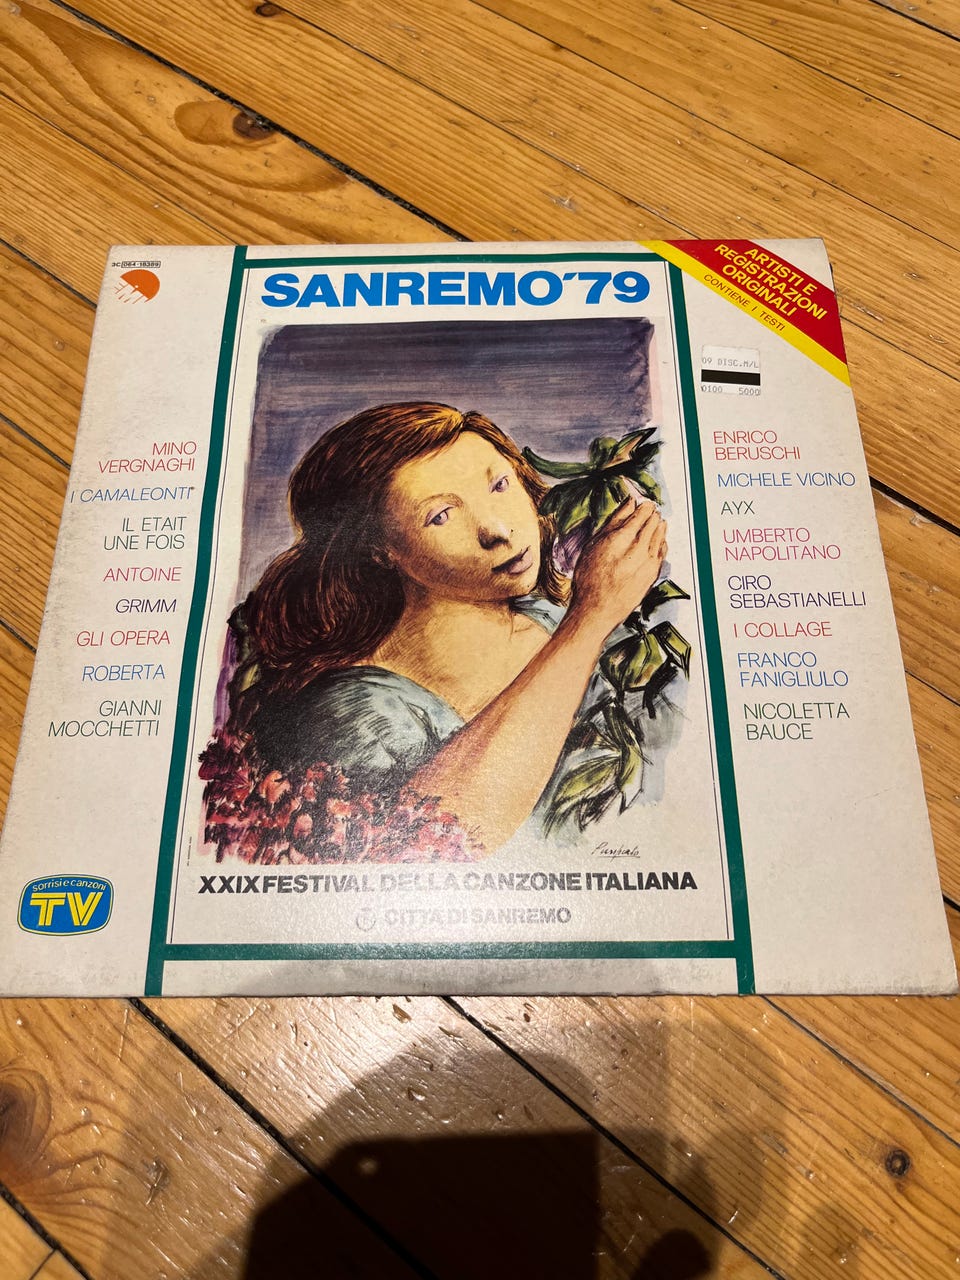 3C 064-18389
SANREMO'79
ARTISTI E
REGISTRAZIONI
ORIGINALI
CONTIENE I TESTI
09 DISC.M/L
0100 5000
MINO
VERGNAGHI
I CAMALEONTI
IL ETAIT
UNE FOIS
ANTOINE
GRIMM
GLI OPERA
ROBERTA
GIANNI
MOCCHETTI
ENRICO
BERUSCHI
MICHELE VICINO
AYX
UMBERTO
NAPOLITANO
CIRO
SEBASTIANELLI
I COLLAGE
FRANCO
FANIGLIULO
NICOLETTA
BAUCE
sorrisi e canzoni
TV
XXIX FESTIVAL DELLA CANZONE ITALIANA
CITTA DI SANREMO